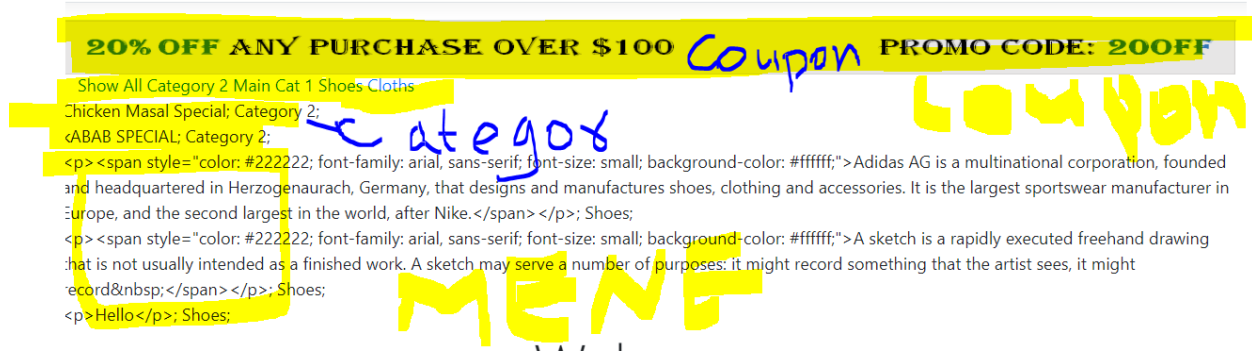 20% OFF ANY PURCHASE OVER $100 Coupon PROMO CODE: 20OFF
Coupon
Show All Category 2 Main Cat 1 Shoes Cloths
Chicken Masal Special; Category 2;
KABAB SPECIAL; Category 2;
Categor
<p><span style="color: #222222; font-family: arial, sans-serif; font-size: small; background-color: #ffffff;">Adidas AG is a multinational corporation, founded
and headquartered in Herzogenaurach, Germany, that designs and manufactures shoes, clothing and accessories. It is the largest sportswear manufacturer in
Europe, and the second largest in the world, after Nike.</span></p>; Shoes;
<p><span style="color: #222222; font-family: arial, sans-serif; font-size: small; background-color: #ffffff;">A sketch is a rapidly executed freehand drawing
that is not usually intended as a finished work. A sketch may serve a number of purposes: it might record something that the artist sees, it might
record&nbsp;</span></p>; Shoes;
<p>Hello</p>; Shoes;